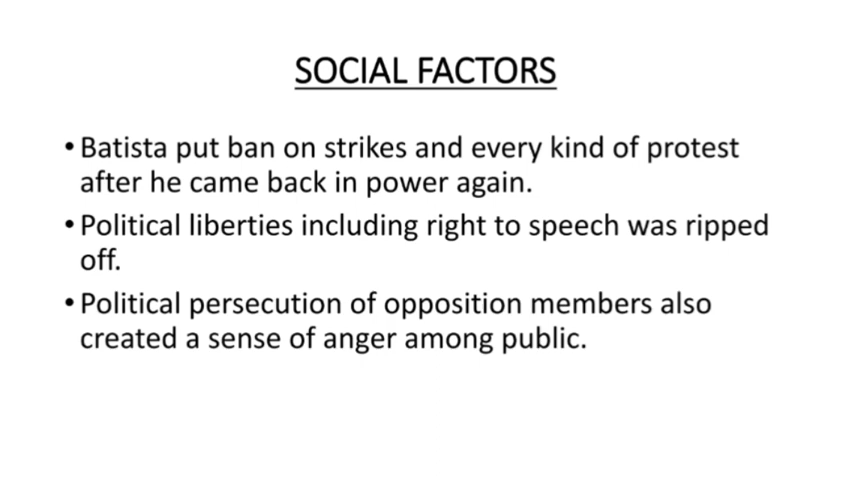 SOCIAL FACTORS
•Batista put ban on strikes and every kind of protest
after he came back in power again.
•Political liberties including right to speech was ripped
off.
•Political persecution of opposition members also
created a sense of anger among public.